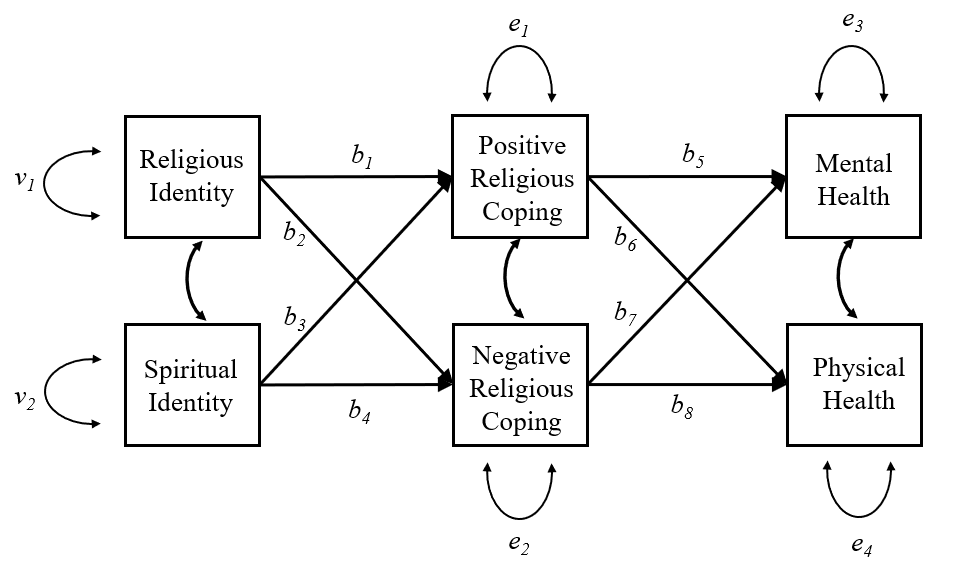 e1
e3
v1
Religious
Identity
b1
Positive
Religious
Coping
b5
Mental
Health
b2
b6
b3
b7
v2
Spiritual
Identity
b4
Negative
Religious
Coping
b8
Physical
Health
e2
e4